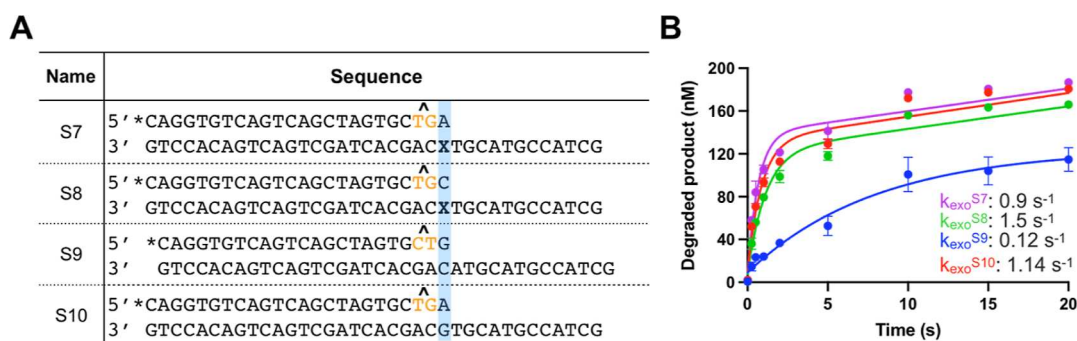 A
B
Name Sequence
^
S7
5'*CAGGTGTCAGTCAGCTAGTGCTGA
3' GTCCACAGTCAGTCGATCACGACXTGCATGCCATCG
^
S8
5'*CAGGTGTCAGTCAGCTAGTGCTGC
3' GTCCACAGTCAGTCGATCACGACXTGCATGCCATCG
^
S9
5' *CAGGTGTCAGTCAGCTAGTGCTG
3' GTCCACAGTCAGTCGATCACGACATGCATGCCATCG
^
S10
5'*CAGGTGTCAGTCAGCTAGTGCTGA
3' GTCCACAGTCAGTCGATCACGACGTGCATGCCATCG
Degraded product (nM)
200
160
120
80
40
0
kexoS7: 0.9 s-1
kexoS8: 1.5 s-1
kexoS9: 0.12 s-1
kexoS10: 1.14 s-1
0 5 10 15 20
Time (s)